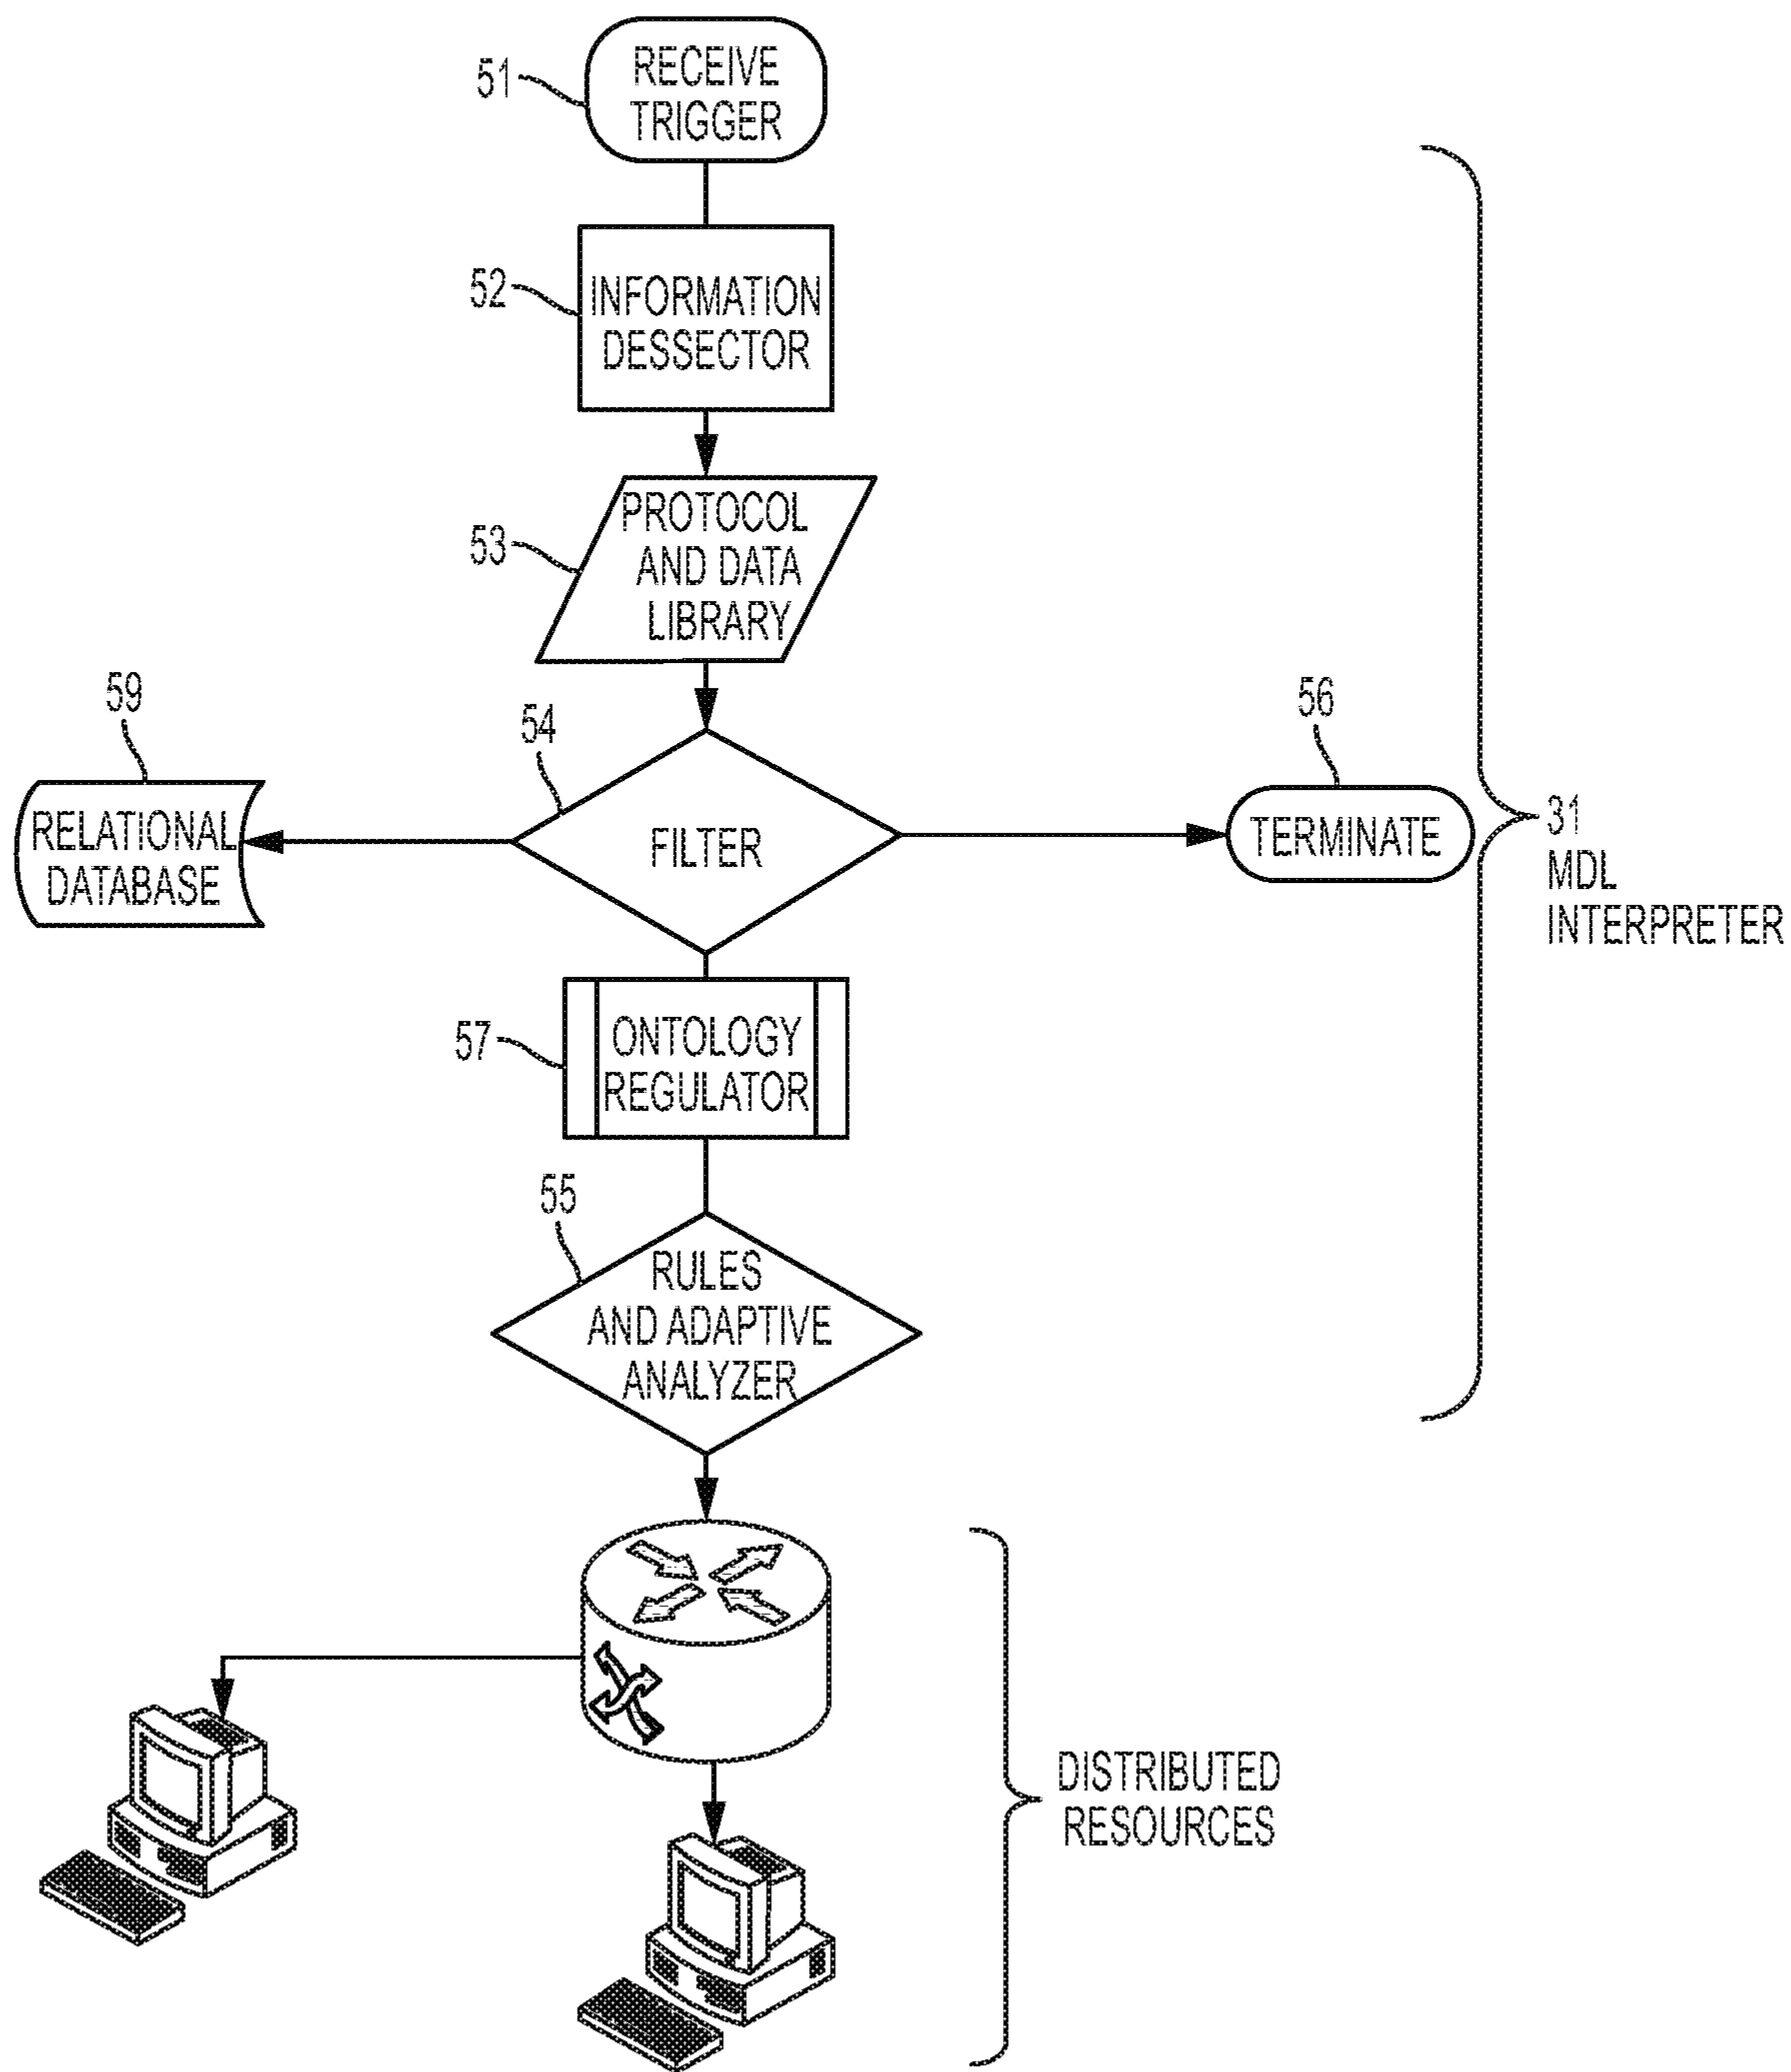 51
RECEIVE
TRIGGER
52
INFORMATION
DESSECTOR
53
PROTOCOL
AND DATA
LIBRARY
59
RELATIONAL
DATABASE
54
FILTER
56
TERMINATE
31
MDL
INTERPRETER
57
ONTOLOGY
REGULATOR
55
RULES
AND ADAPTIVE
ANALYZER
DISTRIBUTED
RESOURCES